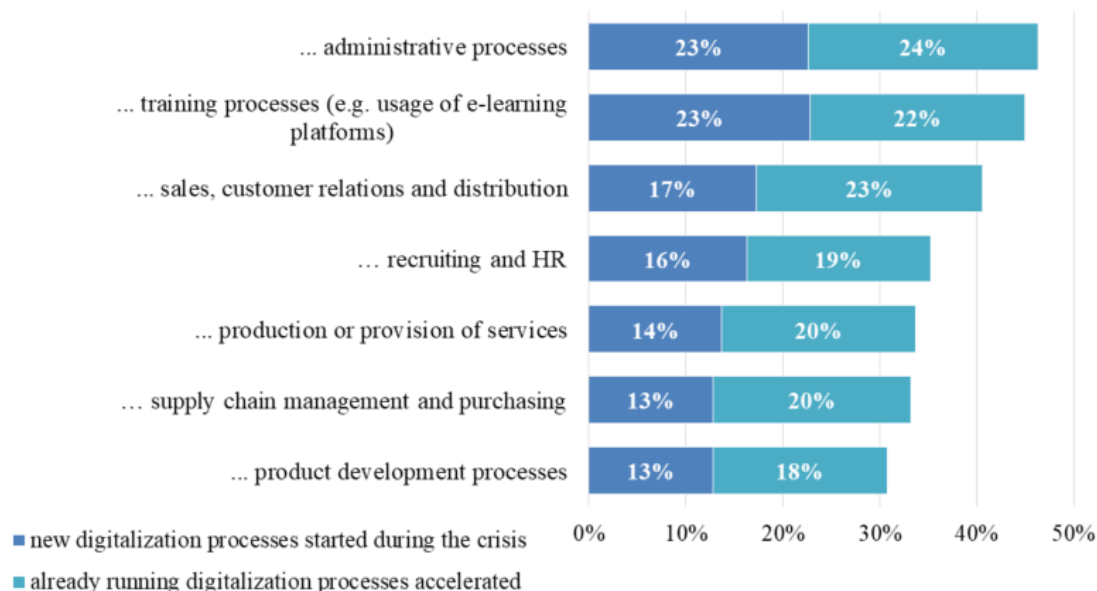 ... administrative processes
23% 24%
... training processes (e.g. usage of e-learning
platforms)
23% 22%
... sales, customer relations and distribution
17% 23%
… recruiting and HR
16% 19%
... production or provision of services
14% 20%
… supply chain management and purchasing
13% 20%
... product development processes
13% 18%
0% 10% 20% 30% 40% 50%
new digitalization processes started during the crisis
already running digitalization processes accelerated